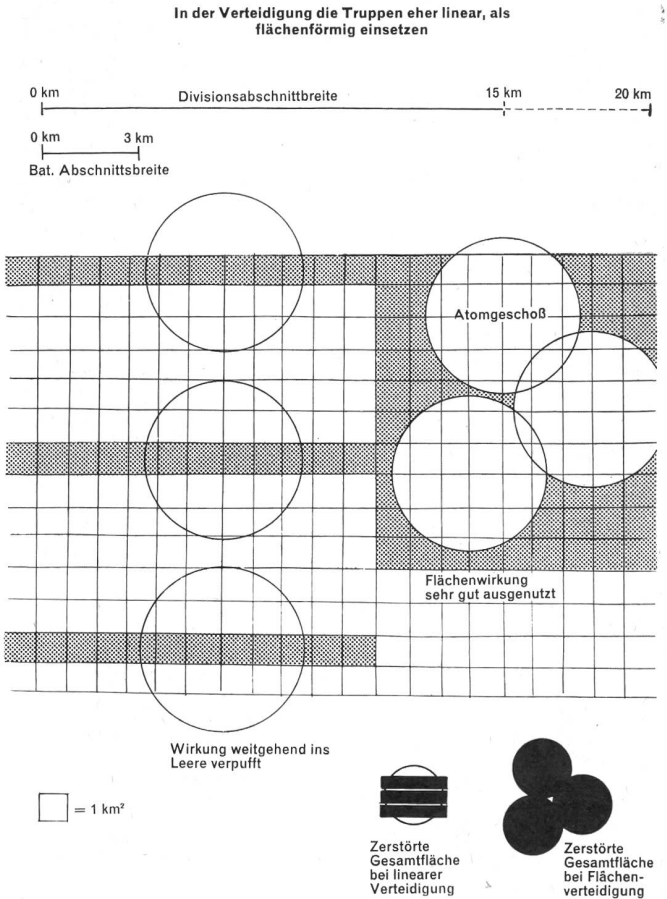 In der Verteidigung die Truppen eher linear, als
flächenförmig einsetzen
0 km
Divisionsabschnittbreite
15 km
20 km
0 km
3 km
Bat. Abschnittsbreite
Atomgeschoß
Flächenwirkung
sehr gut ausgenutzt
Wirkung weitgehend ins
Leere verpufft
= 1 km²
Zerstörte
Gesamtfläche
bei linearer
Verteidigung
Zerstörte
Gesamtfläche
bei Flächen-
verteidigung